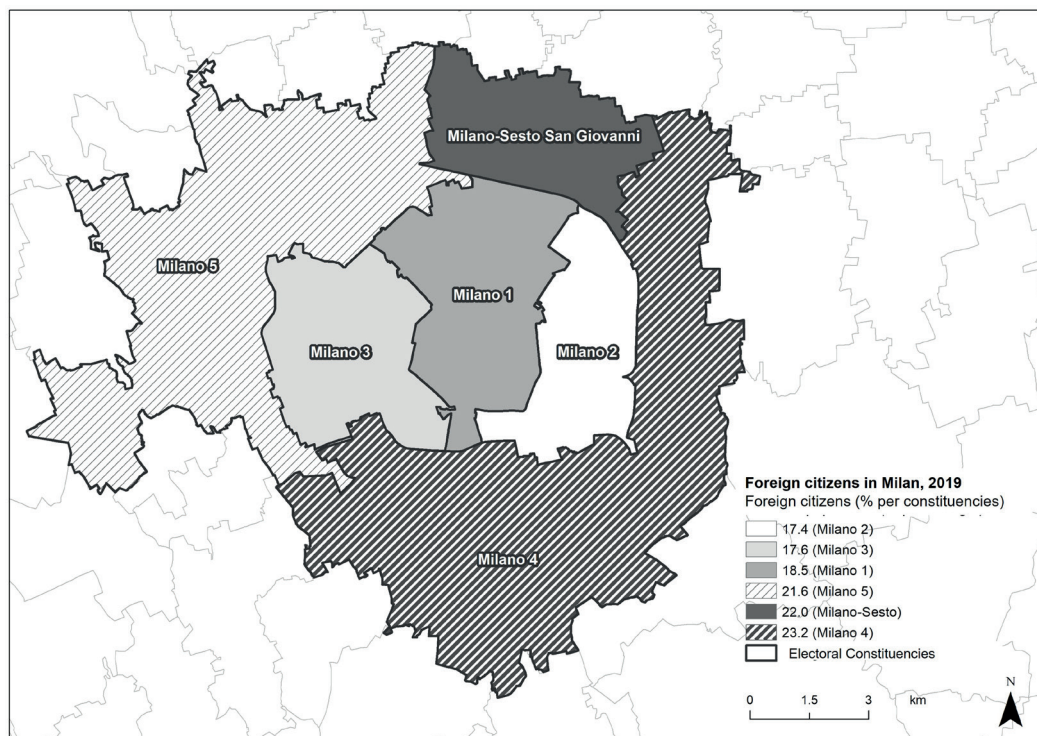 Milano-Sesto San Giovanni
Milano 5
Milano 1
Milano 3
Milano 2
Milano 4
Foreign citizens in Milan, 2019
Foreign citizens (% per constituencies)
17.4 (Milano 2)
17.6 (Milano 3)
18.5 (Milano 1)
21.6 (Milano 5)
22.0 (Milano-Sesto)
23.2 (Milano 4)
Electoral Constituencies
N
0 1.5 3 km